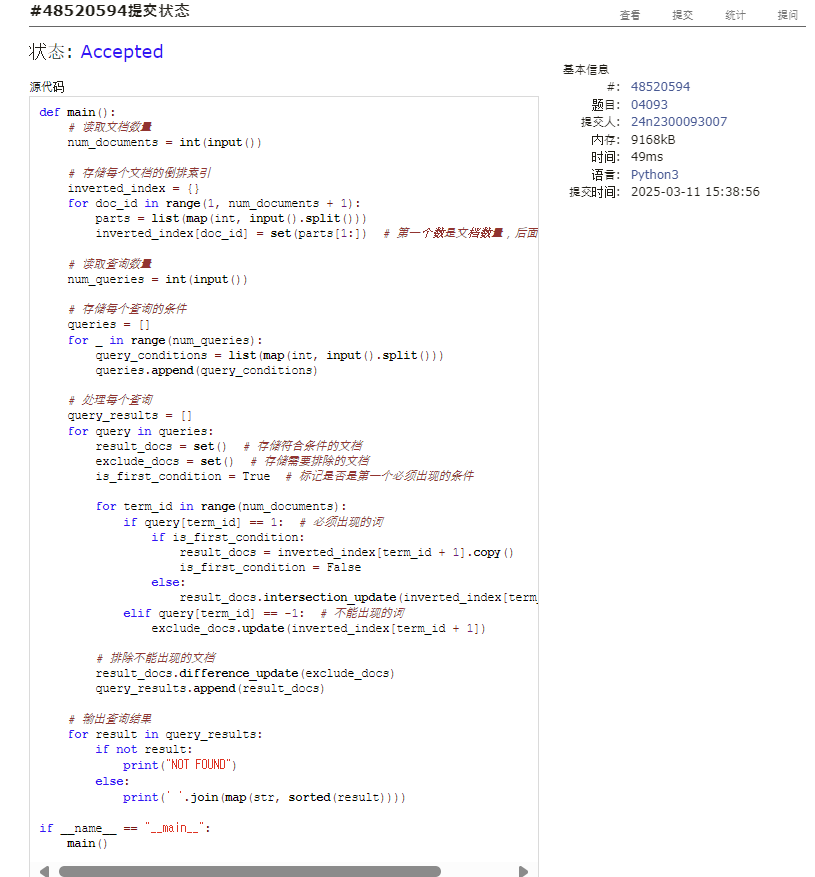 #48520594提交状态
查看 提交 统计 提问
状态: Accepted
源代码
def main():
    # 读取文档数量
    num_documents = int(input())
    # 存储每个文档的倒排索引
    inverted_index = {}
    for doc_id in range(1, num_documents + 1):
        parts = list(map(int, input().split()))
        inverted_index[doc_id] = set(parts[1:])  # 第一个数是文档数量，后面
    # 读取查询数量
    num_queries = int(input())
    # 存储每个查询的条件
    queries = []
    for _ in range(num_queries):
        query_conditions = list(map(int, input().split()))
        queries.append(query_conditions)
    # 处理每个查询
    query_results = []
    for query in queries:
        result_docs = set()  # 存储符合条件的文档
        exclude_docs = set()  # 存储需要排除的文档
        is_first_condition = True  # 标记是否是第一个必须出现的条件
        for term_id in range(num_documents):
            if query[term_id] == 1:  # 必须出现的词
                if is_first_condition:
                    result_docs = inverted_index[term_id + 1].copy()
                    is_first_condition = False
                else:
                    result_docs.intersection_update(inverted_index[term_
            elif query[term_id] == -1:  # 不能出现的词
                exclude_docs.update(inverted_index[term_id + 1])
        # 排除不能出现的文档
        result_docs.difference_update(exclude_docs)
        query_results.append(result_docs)
    # 输出查询结果
    for result in query_results:
        if not result:
            print("NOT FOUND")
        else:
            print(' '.join(map(str, sorted(result))))
if __name__ == "__main__":
    main()
基本信息
#: 48520594
题目: 04093
提交人: 24n2300093007
内存: 9168kB
时间: 49ms
语言: Python3
提交时间: 2025-03-11 15:38:56